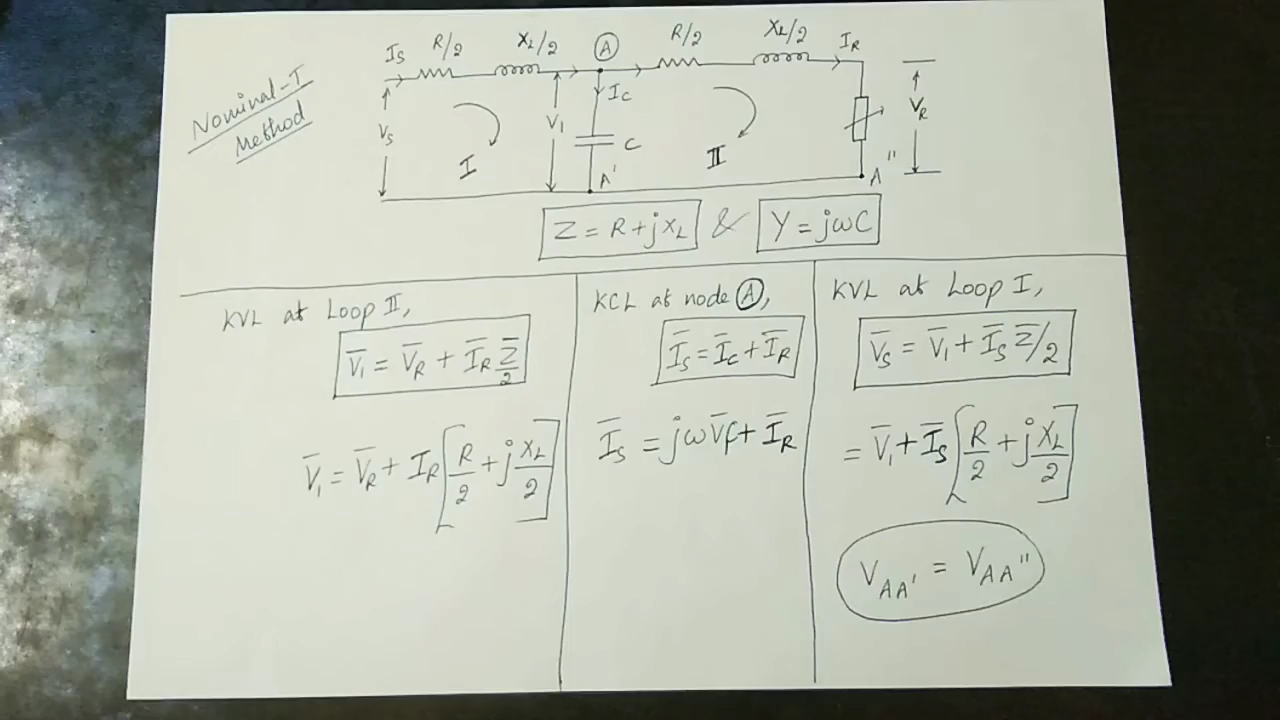 Nominal-T
Method
I_S R/2 X_L/2 Ⓐ R/2 X_L/2 I_R
V_S I V_1 I_C C II V_R
A' A''
Z = R + jX_L & Y = jωC
KVL at Loop II,
V̄_1 = V̄_R + Ī_R Z̄/2
V̄_1 = V̄_R + I_R [R/2 + j X_L/2]
KCL at node Ⓐ,
Ī_S = Ī_C + Ī_R
Ī_S = jωV̄_1C + Ī_R
KVL at Loop I,
V̄_S = V̄_1 + Ī_S Z̄/2
= V̄_1 + Ī_S [R/2 + j X_L/2]
V_AA' = V_AA''